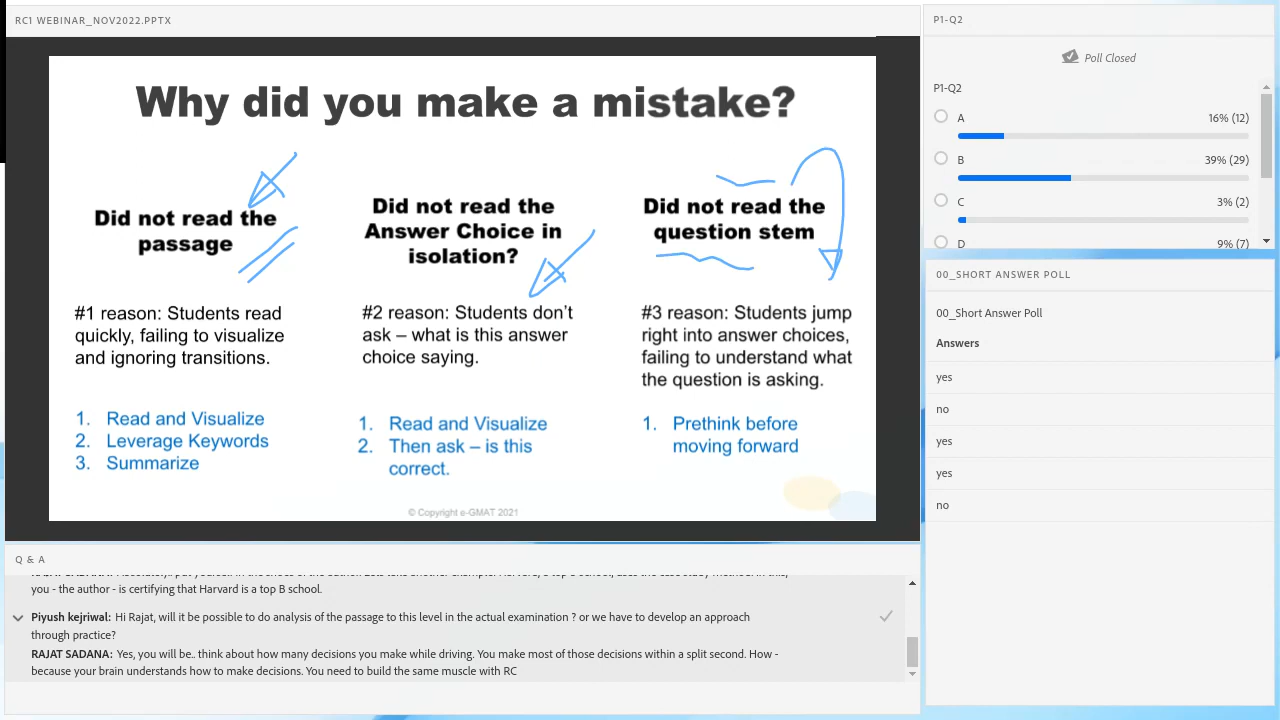 RC1 WEBINAR_NOV2022.PPTX
Why did you make a mistake?
Did not read the
passage
#1 reason: Students read
quickly, failing to visualize
and ignoring transitions.
1. Read and Visualize
2. Leverage Keywords
3. Summarize
Did not read the
Answer Choice in
isolation?
#2 reason: Students don't
ask – what is this answer
choice saying.
1. Read and Visualize
2. Then ask – is this
correct.
Did not read the
question stem
#3 reason: Students jump
right into answer choices,
failing to understand what
the question is asking.
1. Prethink before
moving forward
© Copyright e-GMAT 2021
Q & A
you - the author - is certifying that Harvard is a top B school.
Piyush kejriwal: Hi Rajat, will it be possible to do analysis of the passage to this level in the actual examination ? or we have to develop an approach
through practice?
RAJAT SADANA: Yes, you will be.. think about how many decisions you make while driving. You make most of those decisions within a split second. How -
because your brain understands how to make decisions. You need to build the same muscle with RC
P1-Q2
Poll Closed
P1-Q2
A 16% (12)
B 39% (29)
C 3% (2)
D 9% (7)
00_SHORT ANSWER POLL
00_Short Answer Poll
Answers
yes
no
yes
yes
no